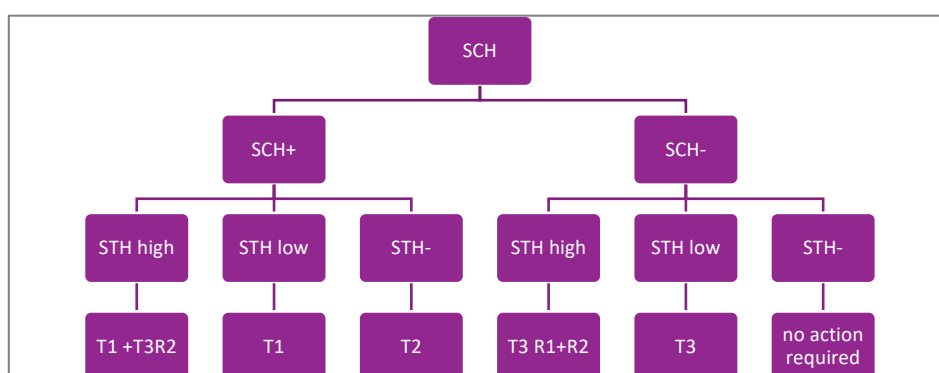 SCH
SCH+
SCH-
STH high
STH low
STH-
STH high
STH low
STH-
T1 +T3R2
T1
T2
T3 R1+R2
T3
no action
required